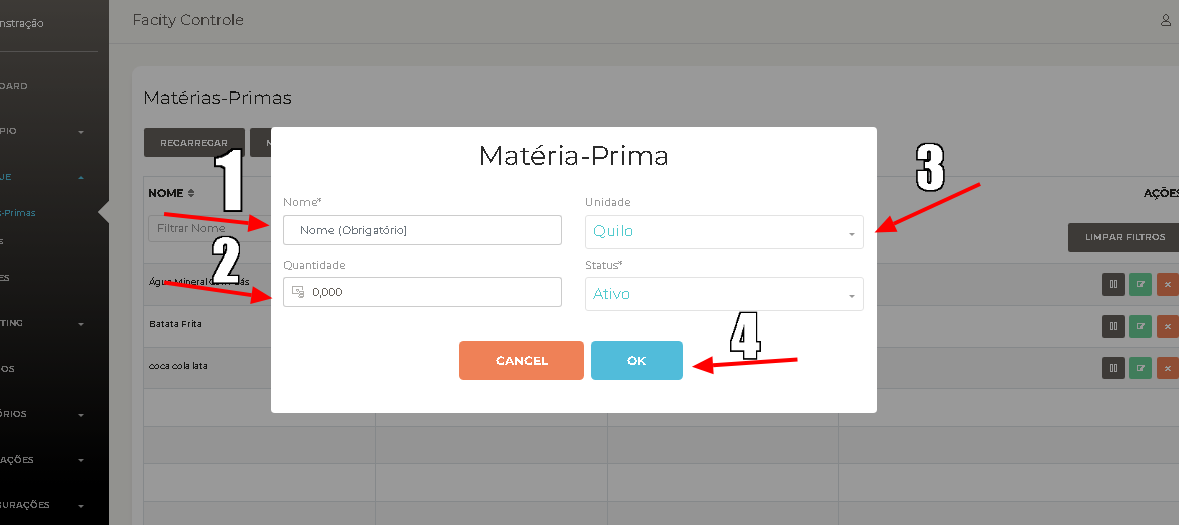 nstração
Facity Controle
OARD
Matérias-Primas
PIO
RECARREGAR
N
Matéria-Prima
1
3
UE
NOME
AÇÕES
Nome*
Unidade
s-Primas
Filtrar Nome
Nome (Obrigatório)
Quilo
LIMPAR FILTROS
s
2
Quantidade
Status*
ES
Água Mineral
ás
0,000
Ativo
TING
Batata Frita
4
CANCEL
OK
OS
coca cola lata
ÓRIOS
AÇÕES
GURAÇÕES